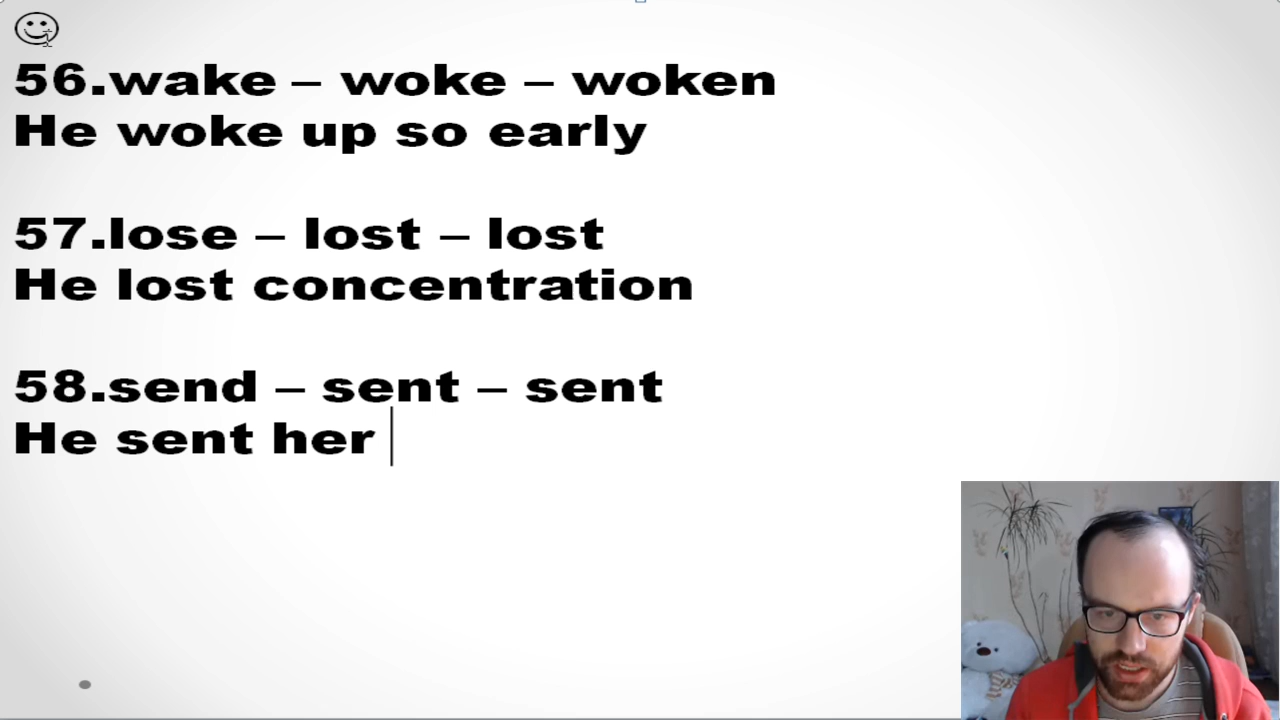 56.wake – woke – woken
He woke up so early
57.lose – lost – lost
He lost concentration
58.send – sent – sent
He sent her